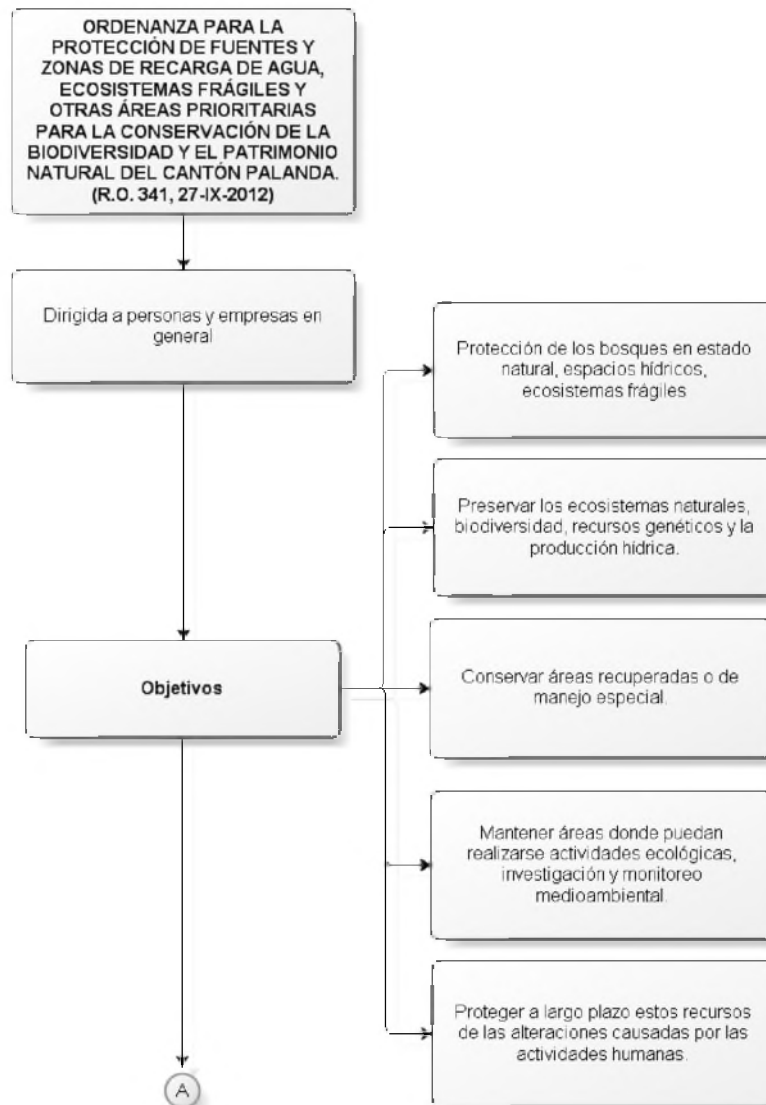 ORDENANZA PARA LA
PROTECCIÓN DE FUENTES Y
ZONAS DE RECARGA DE AGUA,
ECOSISTEMAS FRÁGILES Y
OTRAS ÁREAS PRIORITARIAS
PARA LA CONSERVACIÓN DE LA
BIODIVERSIDAD Y EL PATRIMONIO
NATURAL DEL CANTÓN PALANDA.
(R.O. 341, 27-IX-2012)
Dirigida a personas y empresas en
general
Objetivos
Protección de los bosques en estado
natural, espacios hídricos,
ecosistemas frágiles
Preservar los ecosistemas naturales,
biodiversidad, recursos genéticos y la
producción hídrica.
Conservar áreas recuperadas o de
manejo especial.
Mantener áreas donde puedan
realizarse actividades ecológicas,
investigación y monitoreo
medioambiental.
Proteger a largo plazo estos recursos
de las alteraciones causadas por las
actividades humanas.
A